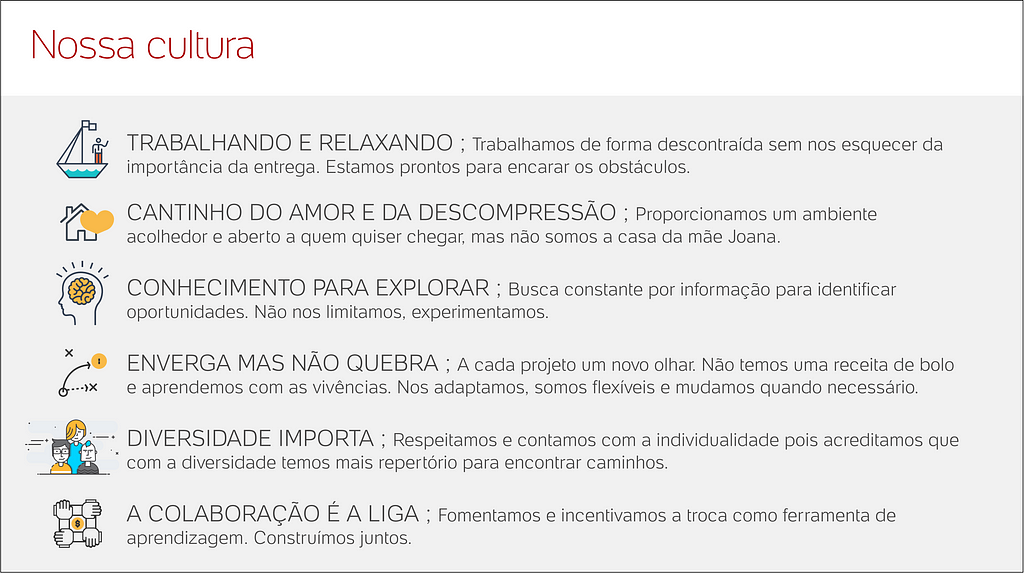 Nossa cultura
TRABALHANDO E RELAXANDO ; Trabalhamos de forma descontraída sem nos esquecer da
importância da entrega. Estamos prontos para encarar os obstáculos.
CANTINHO DO AMOR E DA DESCOMPRESSÃO ; Proporcionamos um ambiente
acolhedor e aberto a quem quiser chegar, mas não somos a casa da mãe Joana.
CONHECIMENTO PARA EXPLORAR ; Busca constante por informação para identificar
oportunidades. Não nos limitamos, experimentamos.
ENVERGA MAS NÃO QUEBRA ; A cada projeto um novo olhar. Não temos uma receita de bolo
e aprendemos com as vivências. Nos adaptamos, somos flexíveis e mudamos quando necessário.
DIVERSIDADE IMPORTA ; Respeitamos e contamos com a individualidade pois acreditamos que
com a diversidade temos mais repertório para encontrar caminhos.
A COLABORAÇÃO É A LIGA ; Fomentamos e incentivamos a troca como ferramenta de
aprendizagem. Construímos juntos.